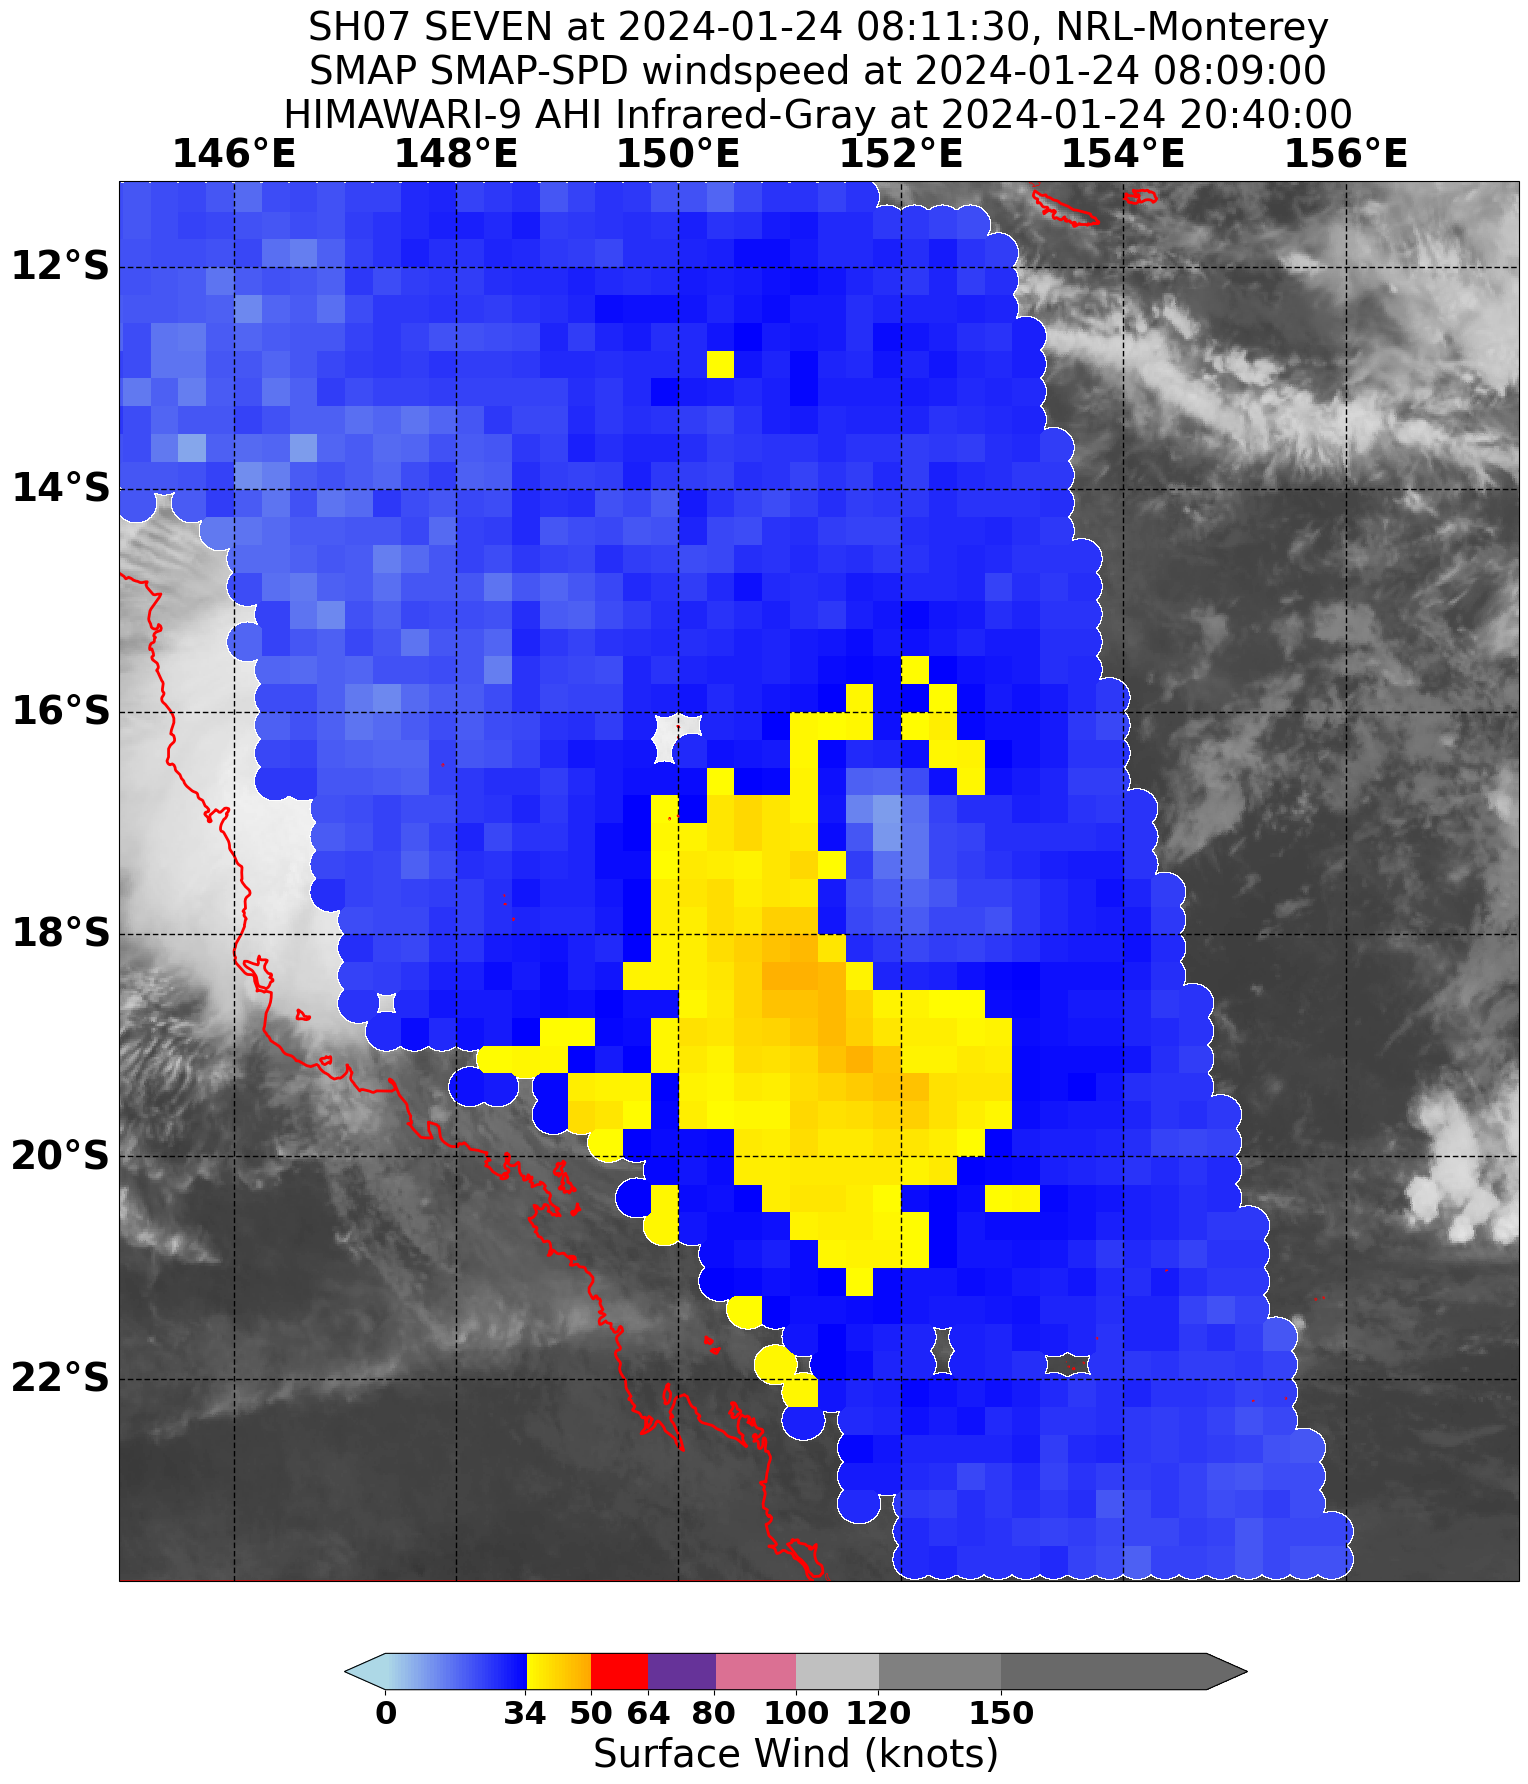 SH07 SEVEN at 2024-01-24 08:11:30, NRL-Monterey
SMAP SMAP-SPD windspeed at 2024-01-24 08:09:00
HIMAWARI-9 AHI Infrared-Gray at 2024-01-24 20:40:00
146°E 148°E 150°E 152°E 154°E 156°E
12°S
14°S
16°S
18°S
20°S
22°S
0 34 50 64 80 100 120 150
Surface Wind (knots)